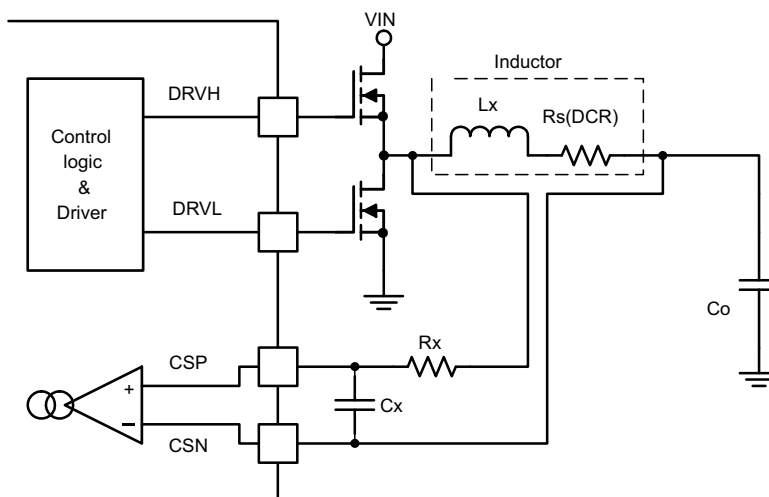 VIN
Inductor
DRVH
Lx
Rs(DCR)
Control
logic
&
Driver
DRVL
Co
CSP
Rx
+
Cx
−
CSN